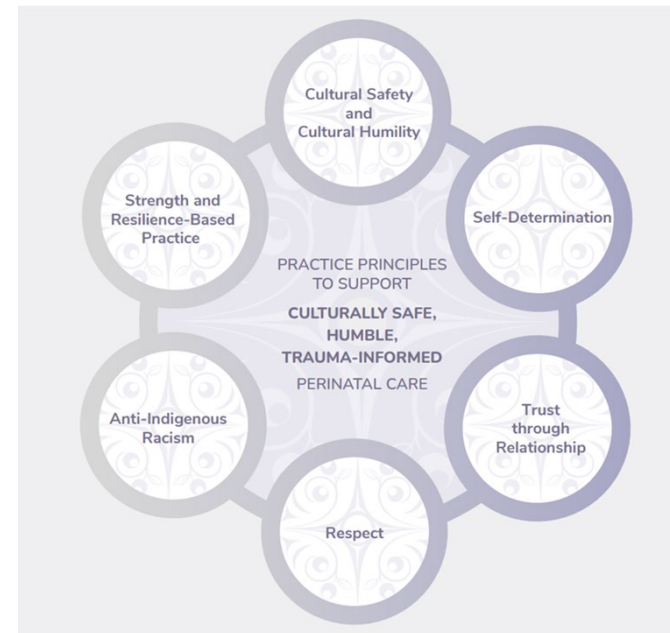 Cultural Safety
and
Cultural Humility
Self-Determination
Trust
through
Relationship
Respect
Anti-Indigenous
Racism
Strength and
Resilience-Based
Practice
PRACTICE PRINCIPLES
TO SUPPORT
CULTURALLY SAFE,
HUMBLE,
TRAUMA-INFORMED
PERINATAL CARE